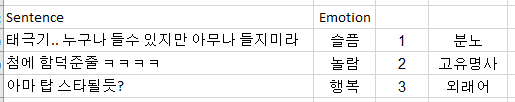 Sentence Emotion
태극기.. 누구나 들수 있지만 아무나 들지마라 슬픔 1 분노
첨에 함덕준줄 ㅋㅋㅋㅋ 놀람 2 고유명사
아마 탑 스타될듯? 행복 3 외래어